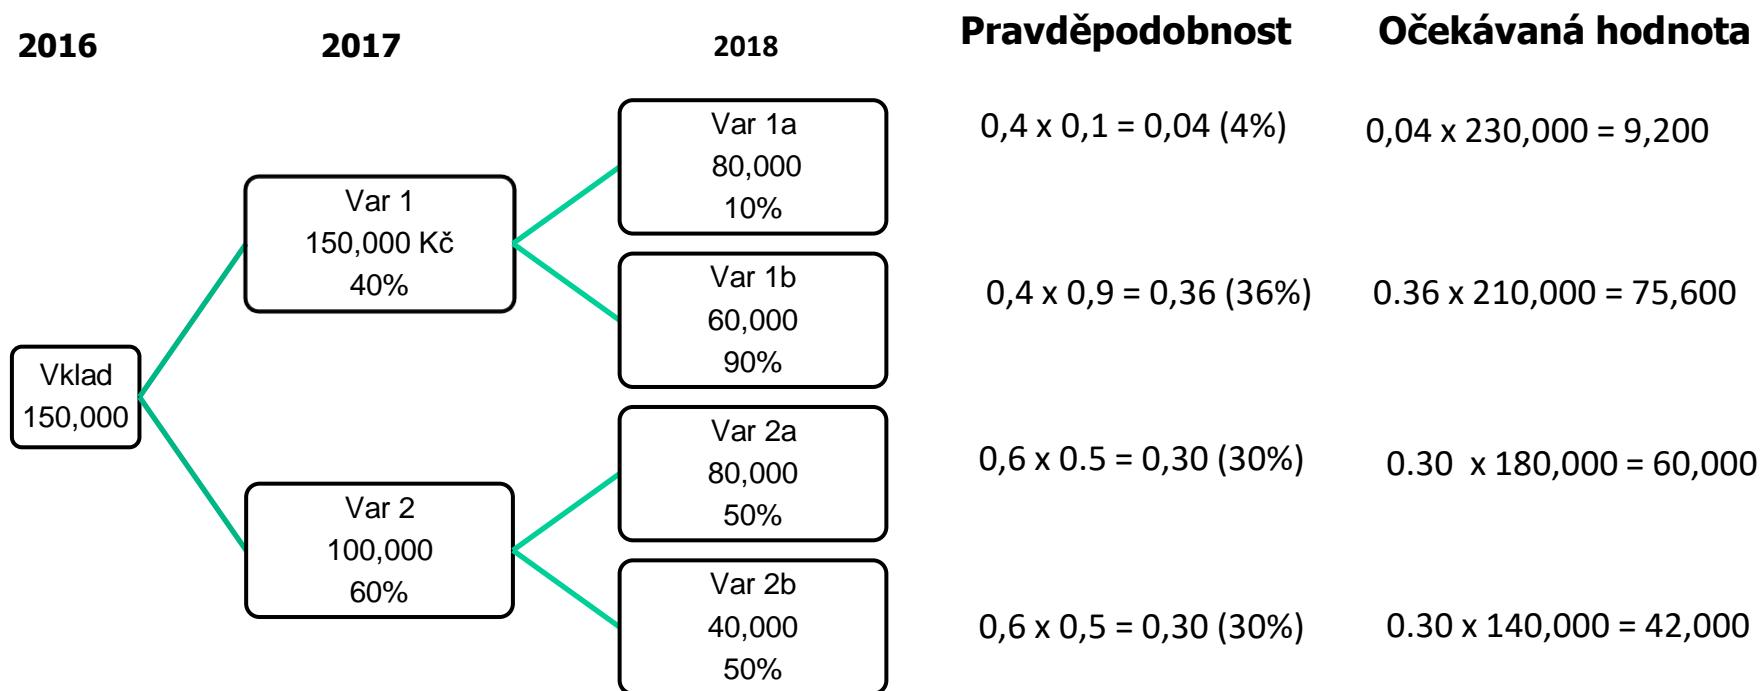 2016
2017
2018
Pravděpodobnost
Očekávaná hodnota
Vklad
150,000
Var 1
150,000 Kč
40%
Var 2
100,000
60%
Var 1a
80,000
10%
Var 1b
60,000
90%
Var 2a
80,000
50%
Var 2b
40,000
50%
0,4 x 0,1 = 0,04 (4%)
0,04 x 230,000 = 9,200
0,4 x 0,9 = 0,36 (36%)
0.36 x 210,000 = 75,600
0,6 x 0.5 = 0,30 (30%)
0.30 x 180,000 = 60,000
0,6 x 0,5 = 0,30 (30%)
0.30 x 140,000 = 42,000